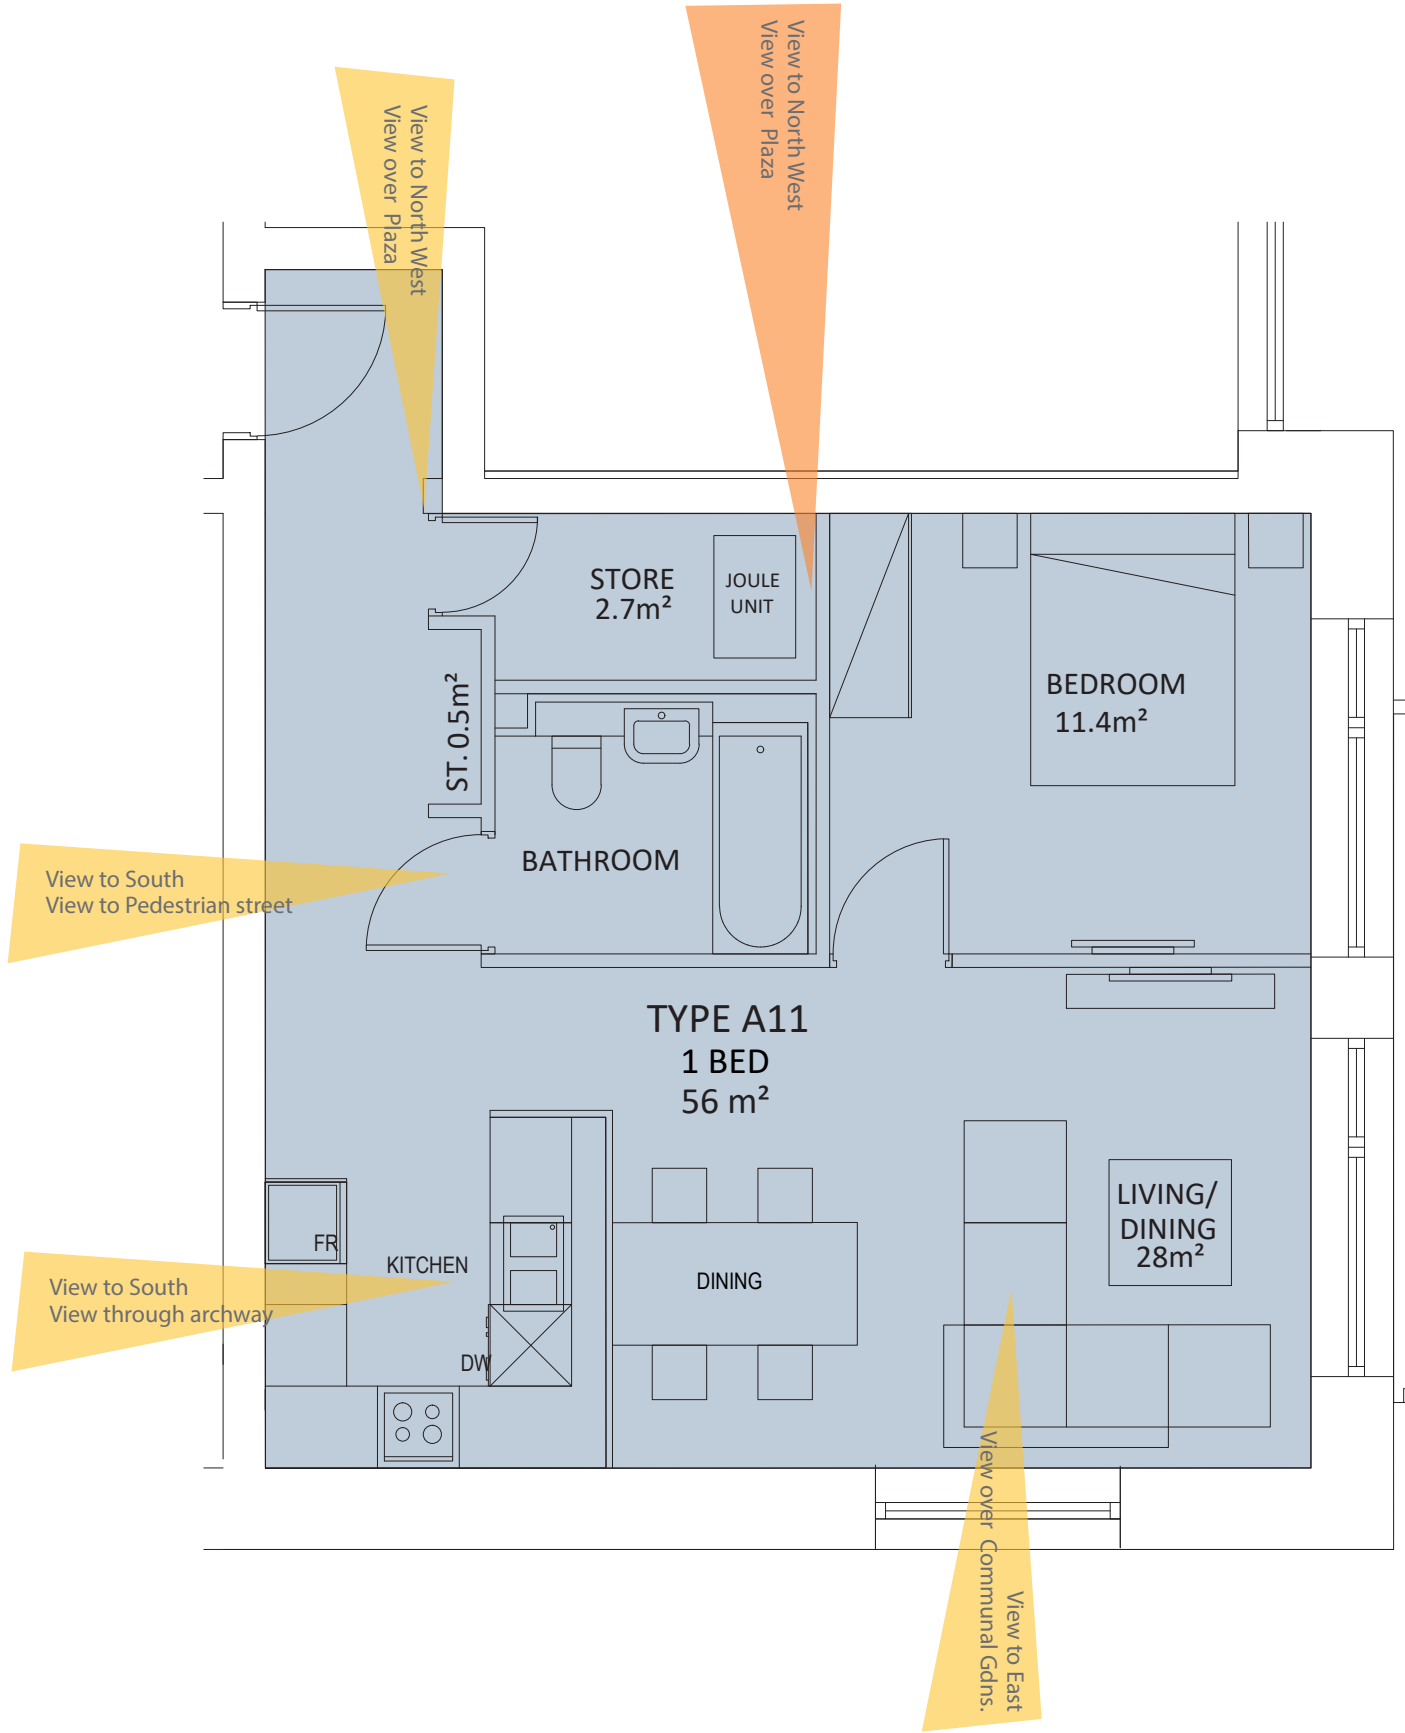 View to North West
View over Plaza
View to North West
View over Plaza
STORE
2.7m²
JOULE
UNIT
BEDROOM
11.4m²
ST. 0.5m²
BATHROOM
View to South
View to Pedestrian street
TYPE A11
1 BED
56 m²
LIVING/
DINING
28m²
FR
KITCHEN
DINING
View to South
View through archway
DW
View to East
View over Communal Gdns.